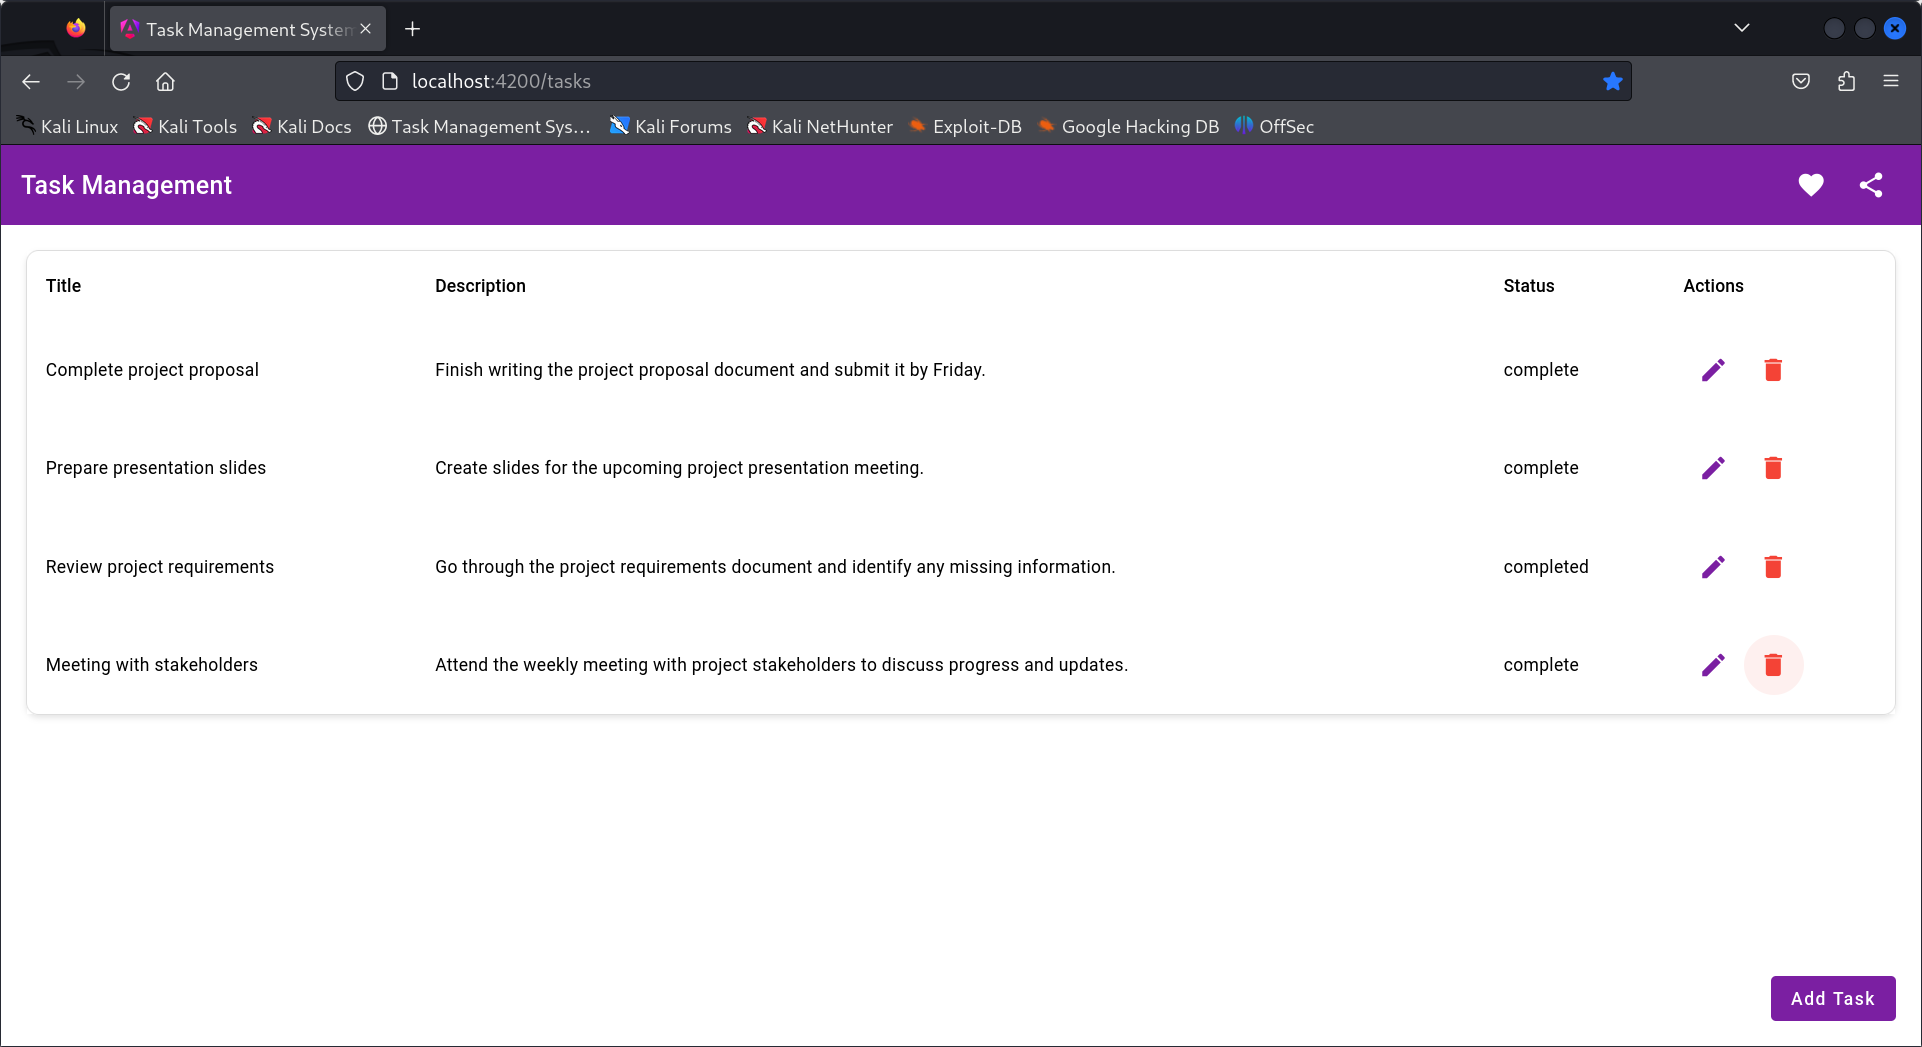 Task Management System
localhost:4200/tasks
Kali Linux Kali Tools Kali Docs Task Management Sys... Kali Forums Kali NetHunter Exploit-DB Google Hacking DB OffSec
Task Management
Title Description Status Actions
Complete project proposal Finish writing the project proposal document and submit it by Friday. complete
Prepare presentation slides Create slides for the upcoming project presentation meeting. complete
Review project requirements Go through the project requirements document and identify any missing information. completed
Meeting with stakeholders Attend the weekly meeting with project stakeholders to discuss progress and updates. complete
Add Task